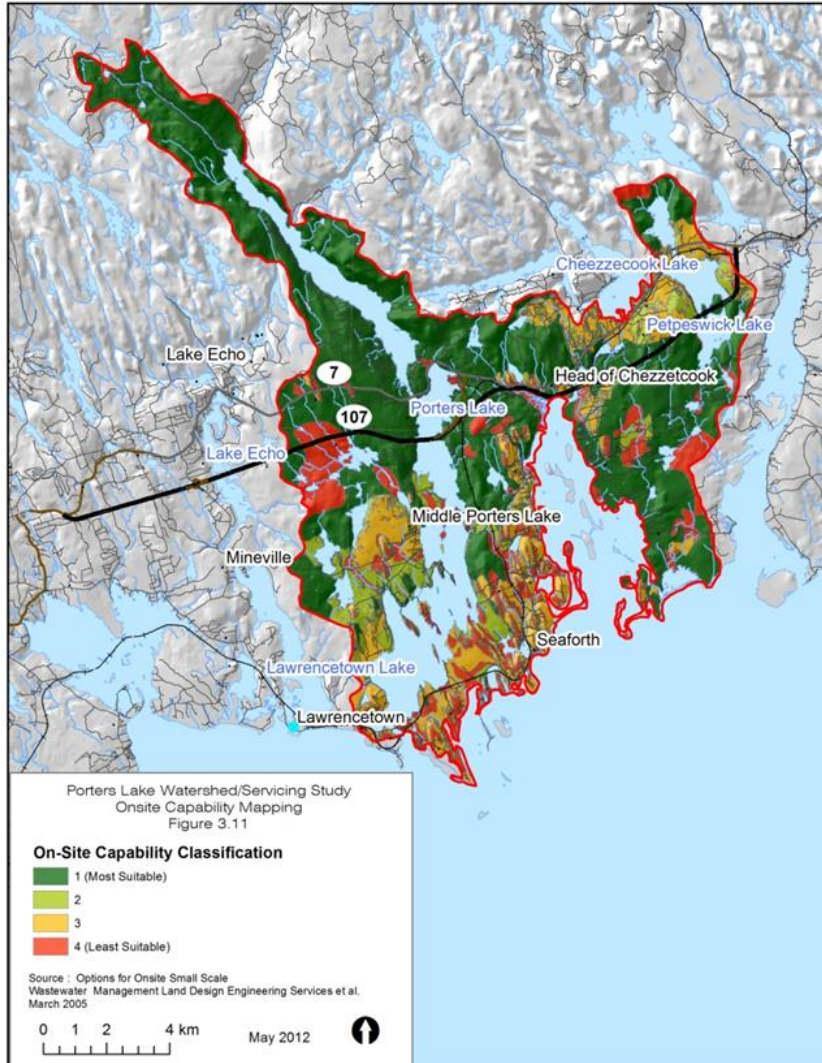 Cheezzecook Lake
Petpeswick Lake
Lake Echo
7
Head of Chezzetcook
Porters Lake
107
Lake Echo
Middle Porters Lake
Mineville
Seaforth
Lawrencetown Lake
Lawrencetown
Porters Lake Watershed/Servicing Study
Onsite Capability Mapping
Figure 3.11
On-Site Capability Classification
1 (Most Suitable)
2
3
4 (Least Suitable)
Source : Options for Onsite Small Scale
Wastewater Management Land Design Engineering Services et al.
March 2005
0 1 2 4 km
May 2012